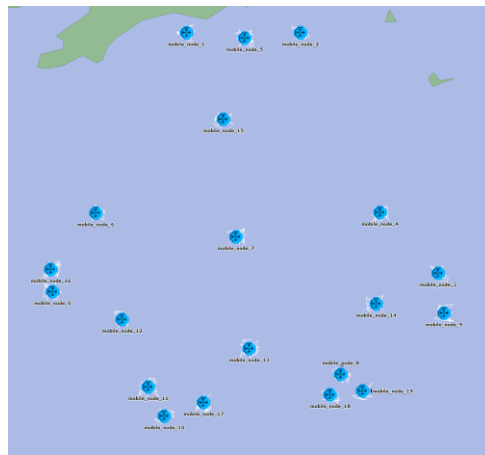 mobile_node_1
mobile_node_5
mobile_node_2
mobile_node_15
mobile_node_6
mobile_node_4
mobile_node_7
mobile_node_16
mobile_node_0
mobile_node_3
mobile_node_14
mobile_node_9
mobile_node_12
mobile_node_13
mobile_node_8
mobile_node_11
mobile_node_19
mobile_node_18
mobile_node_17
mobile_node_10